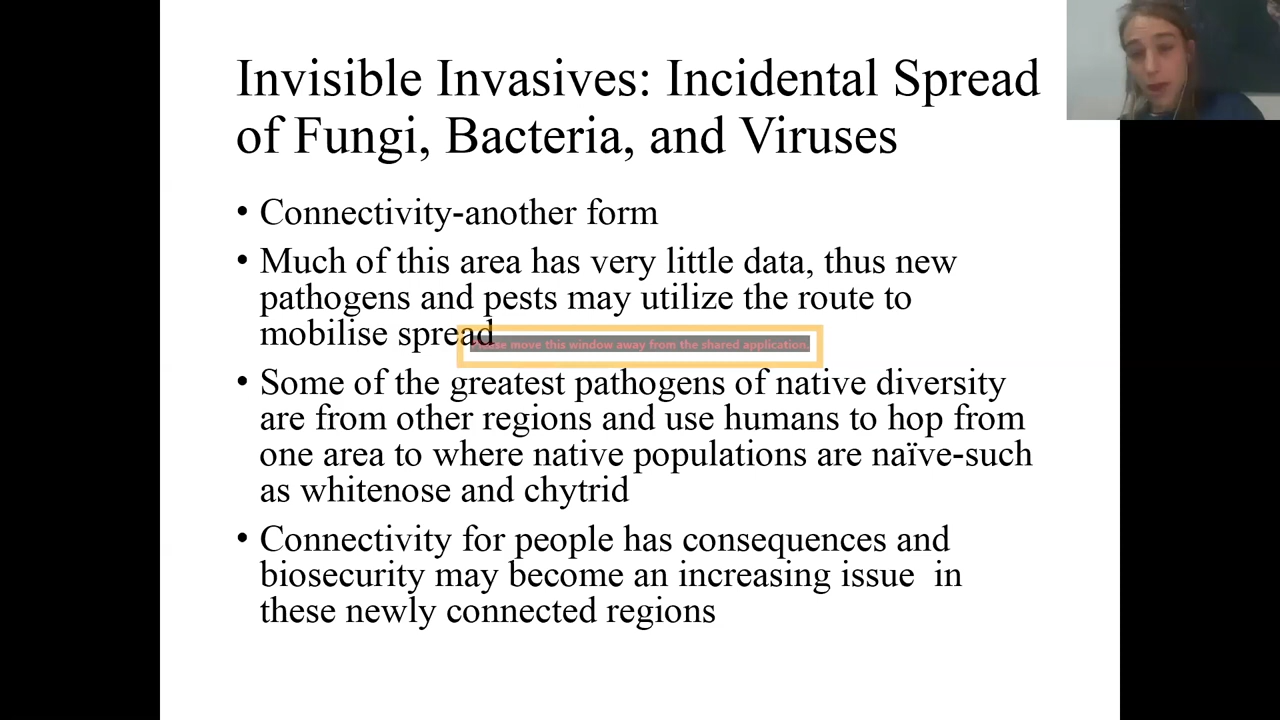 Invisible Invasives: Incidental Spread
of Fungi, Bacteria, and Viruses
• Connectivity-another form
• Much of this area has very little data, thus new
pathogens and pests may utilize the route to
mobilise spread
Please move this window away from the shared application.
• Some of the greatest pathogens of native diversity
are from other regions and use humans to hop from
one area to where native populations are naïve-such
as whitenose and chytrid
• Connectivity for people has consequences and
biosecurity may become an increasing issue  in
these newly connected regions